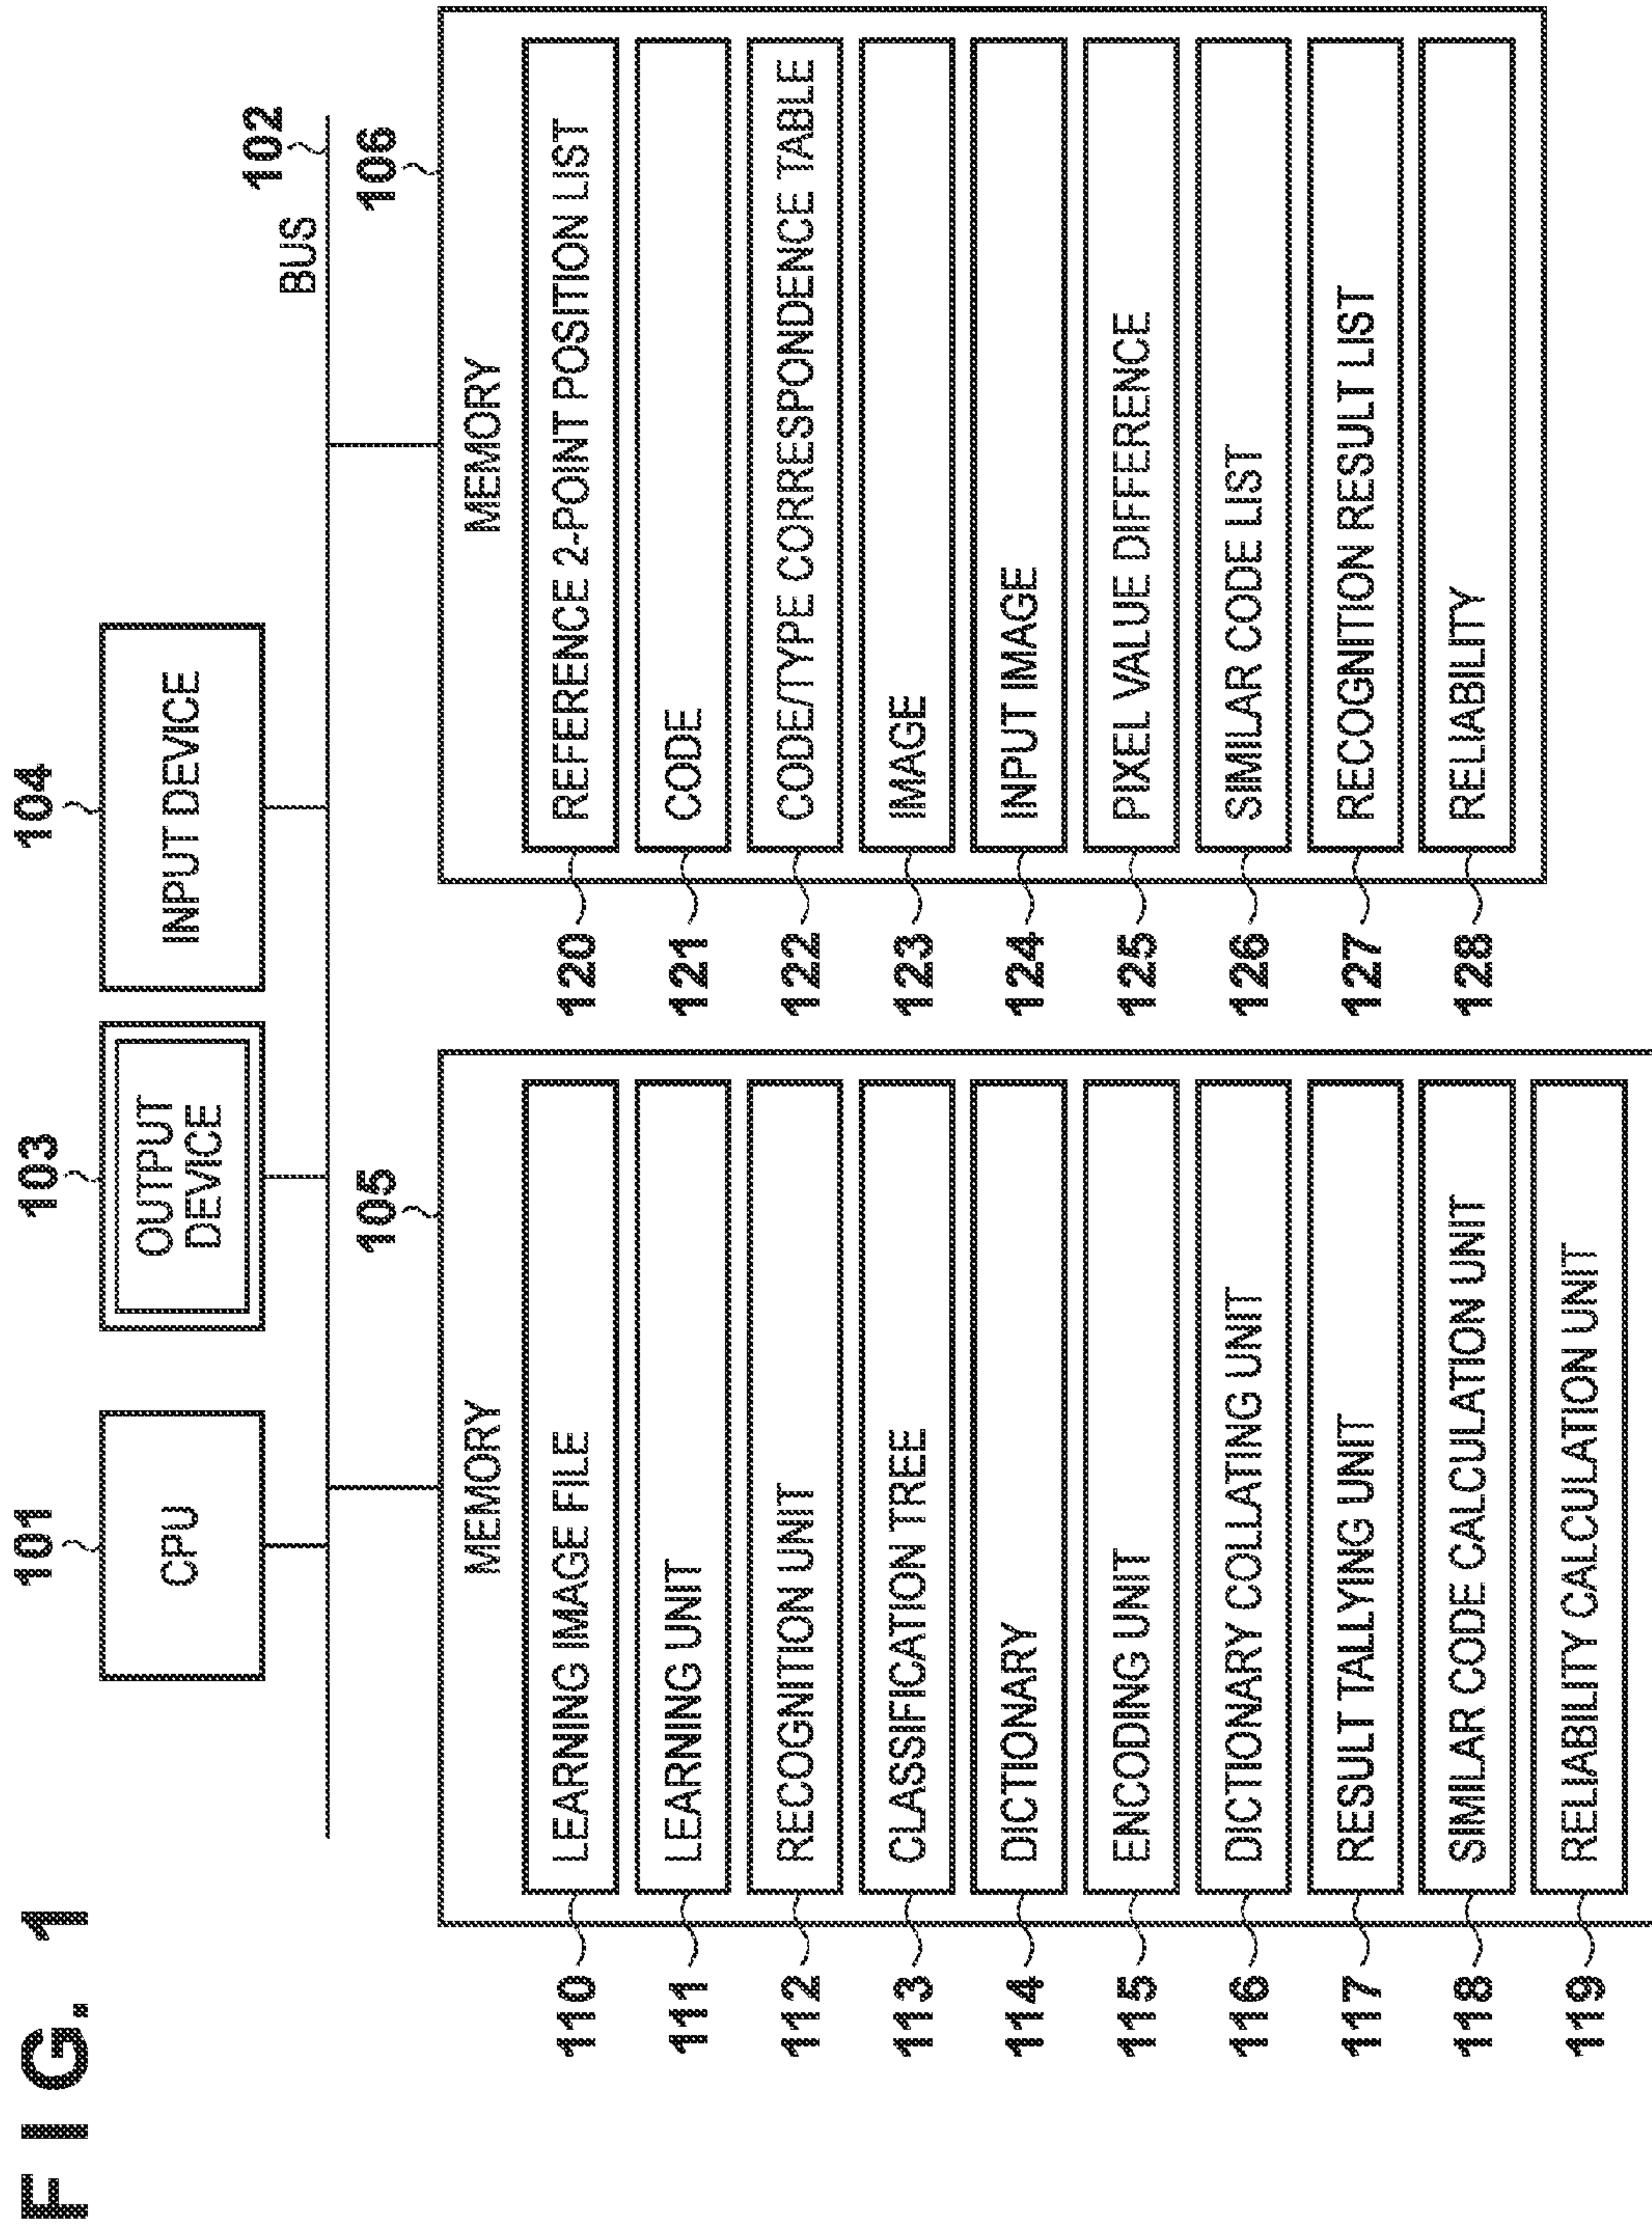 FIG. 1
101
CPU
103
OUTPUT
DEVICE
104
INPUT DEVICE
BUS
102
105
MEMORY
110
LEARNING IMAGE FILE
111
LEARNING UNIT
112
RECOGNITION UNIT
113
CLASSIFICATION TREE
114
DICTIONARY
115
ENCODING UNIT
116
DICTIONARY COLLATING UNIT
117
RESULT TALLYING UNIT
118
SIMILAR CODE CALCULATION UNIT
119
RELIABILITY CALCULATION UNIT
106
MEMORY
120
REFERENCE 2-POINT POSITION LIST
121
CODE
122
CODE/TYPE CORRESPONDENCE TABLE
123
IMAGE
124
INPUT IMAGE
125
PIXEL VALUE DIFFERENCE
126
SIMILAR CODE LIST
127
RECOGNITION RESULT LIST
128
RELIABILITY